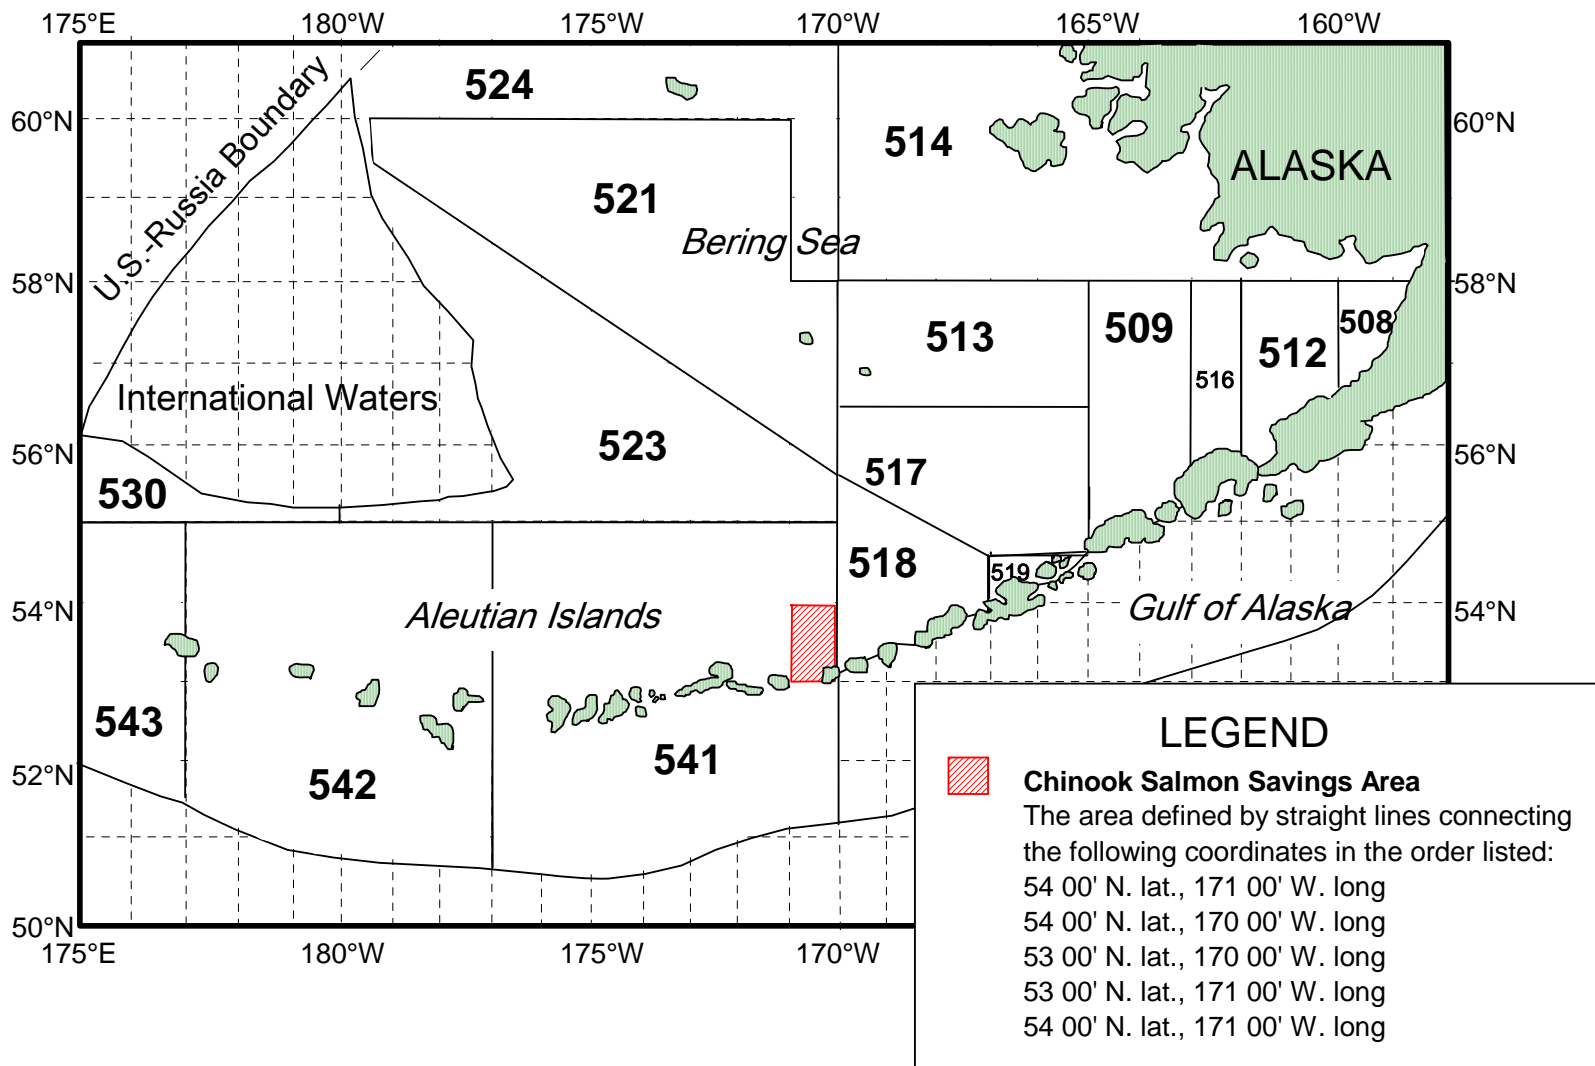 175°E 180°W 175°W 170°W 165°W 160°W
524
60°N
60°N
514
U.S.-Russia Boundary
ALASKA
521
Bering Sea
58°N
58°N
513
509
516
512
508
International Waters
523
56°N
56°N
517
530
518
519
54°N
Aleutian Islands
Gulf of Alaska
54°N
543
542
541
52°N
50°N
175°E 180°W 175°W 170°W
LEGEND
Chinook Salmon Savings Area
The area defined by straight lines connecting
the following coordinates in the order listed:
54 00' N. lat., 171 00' W. long
54 00' N. lat., 170 00' W. long
53 00' N. lat., 170 00' W. long
53 00' N. lat., 171 00' W. long
54 00' N. lat., 171 00' W. long